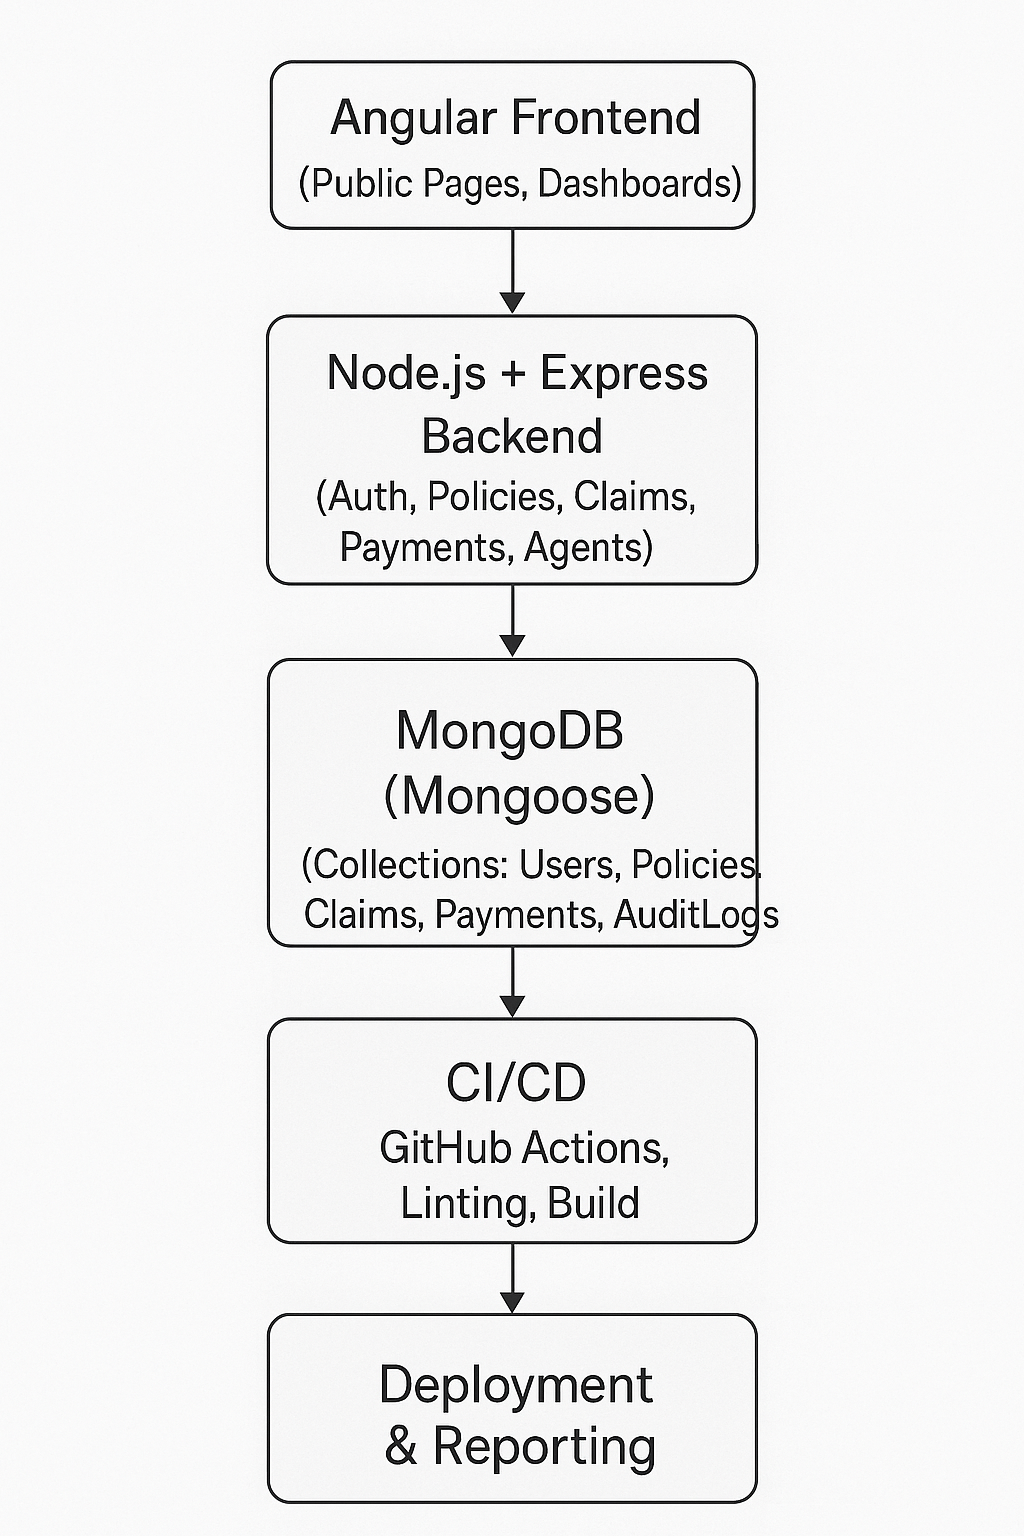 Angular Frontend
(Public Pages, Dashboards)
Node.js + Express
Backend
(Auth, Policies, Claims,
Payments, Agents)
MongoDB
(Mongoose)
(Collections: Users, Policies.
Claims, Payments, AuditLogs
CI/CD
GitHub Actions,
Linting, Build
Deployment
& Reporting